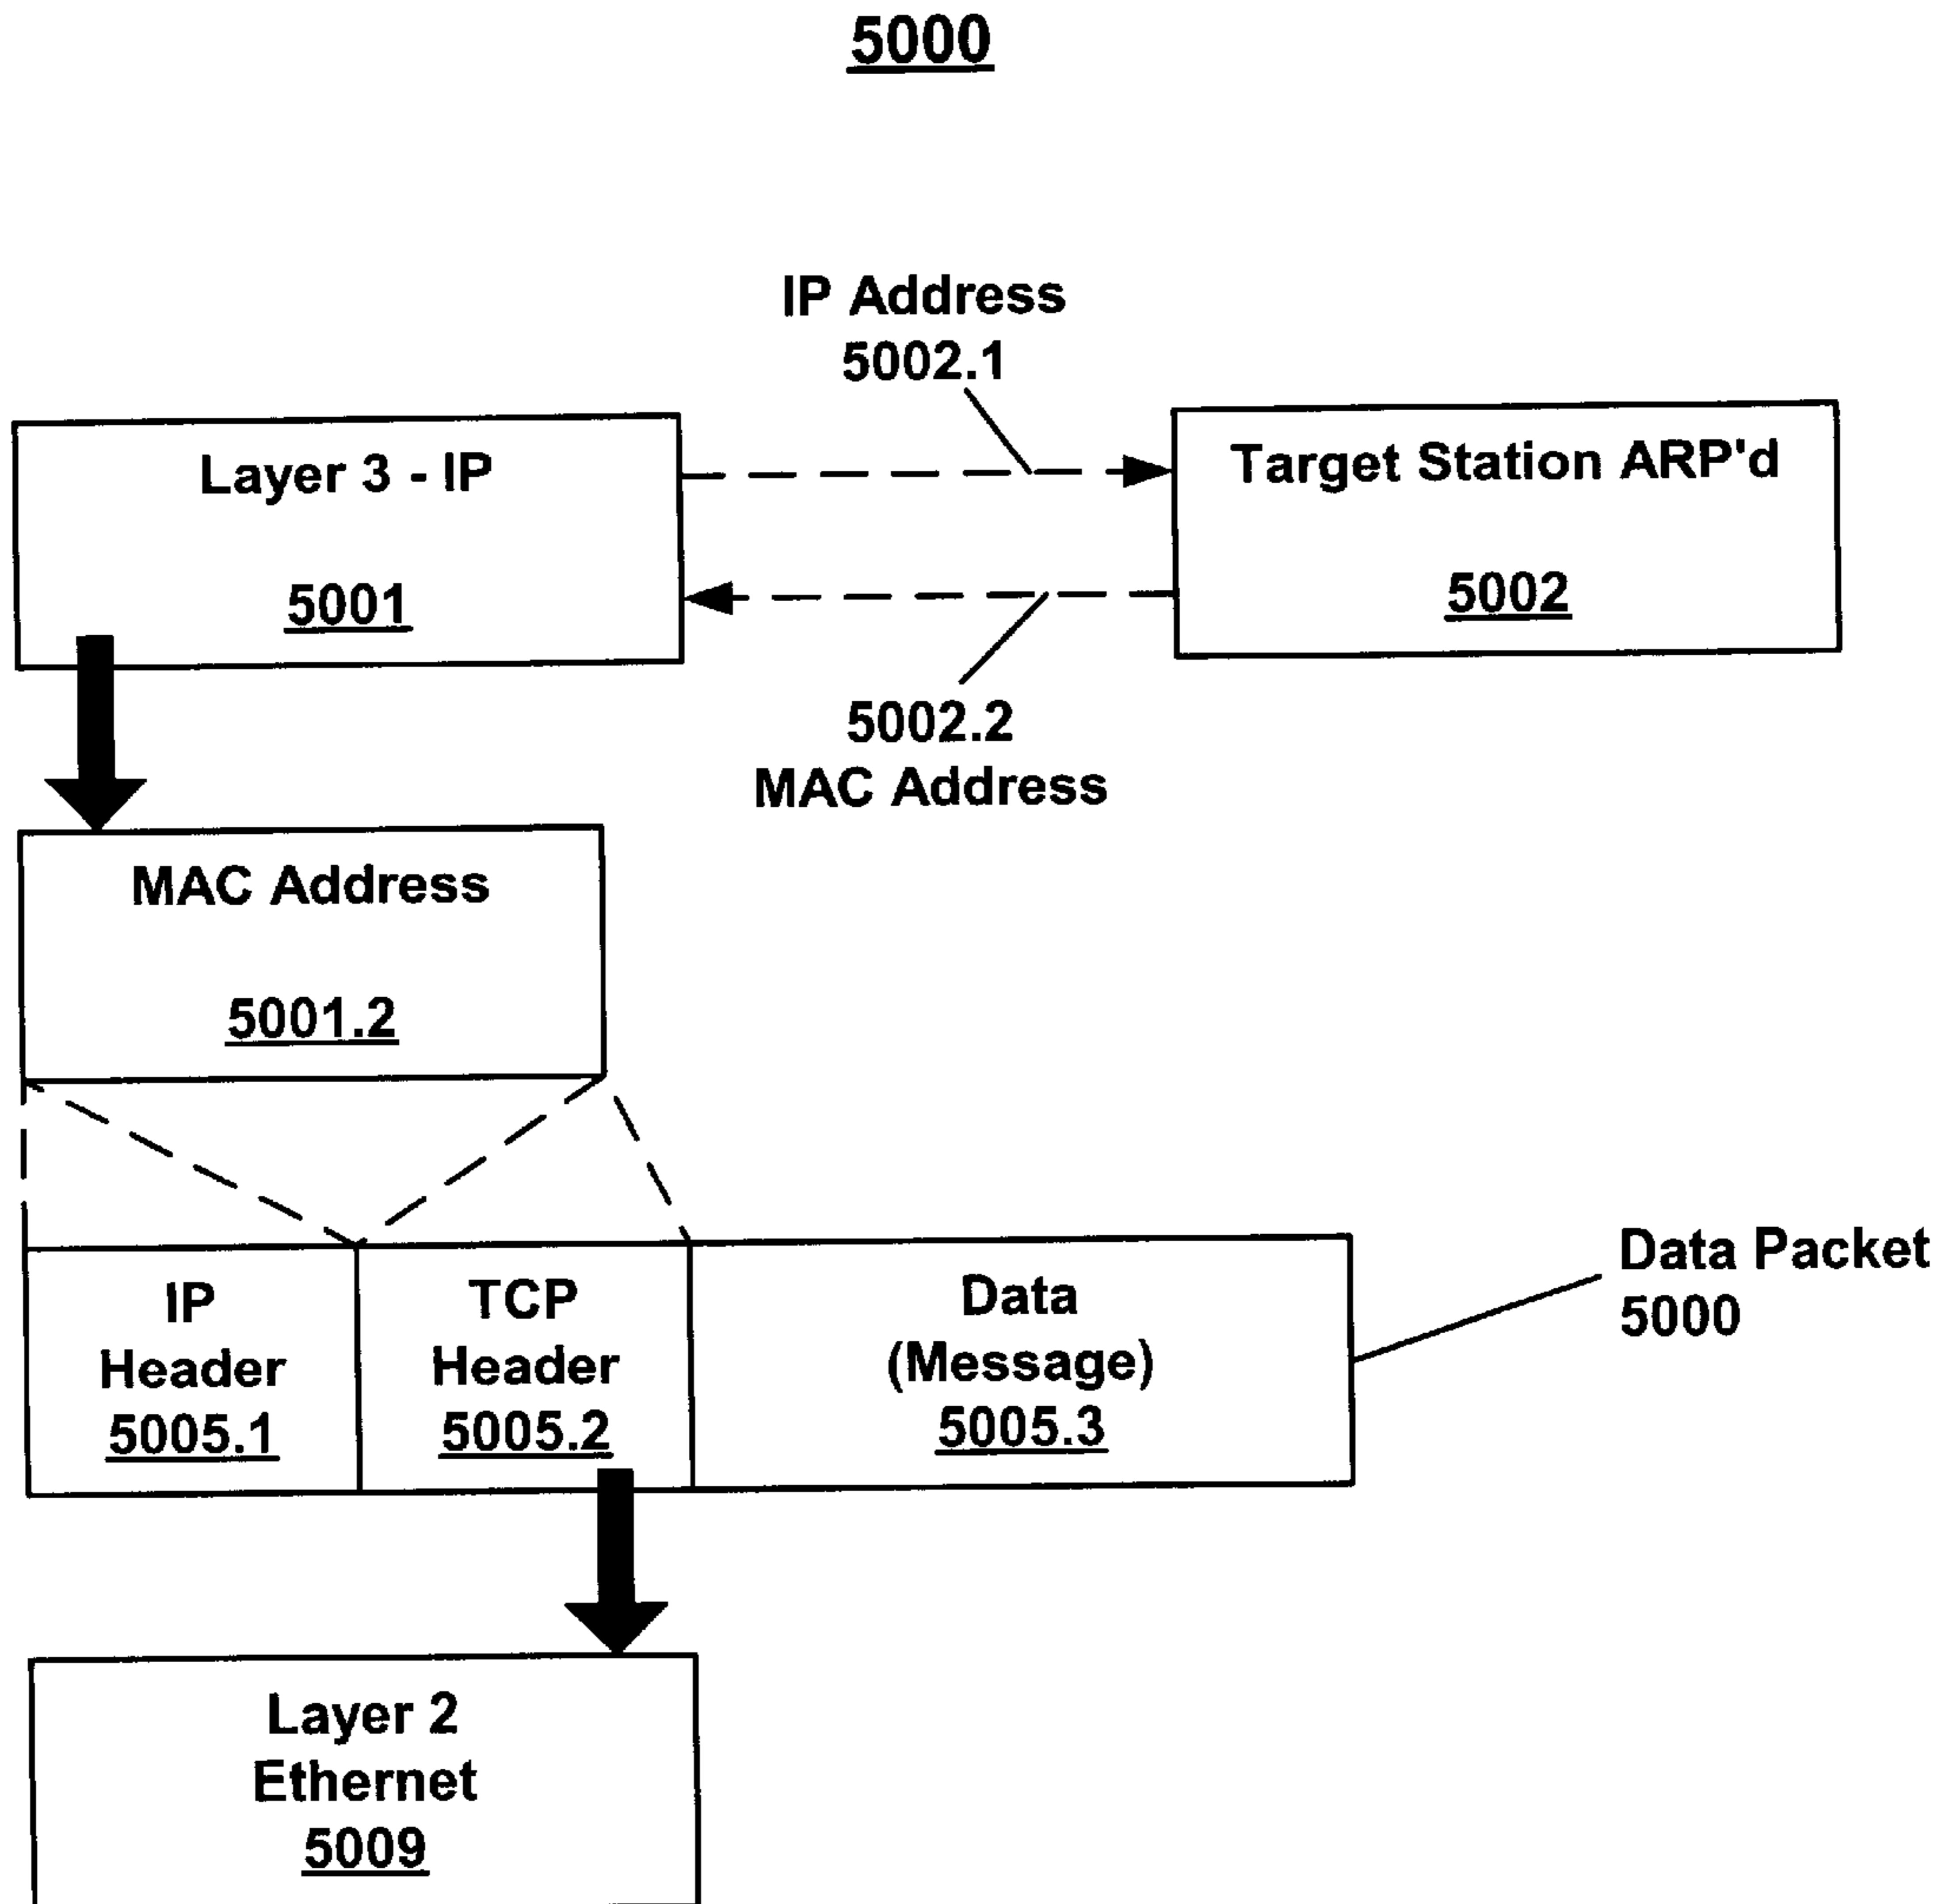 5000
IP Address
5002.1
Layer 3 - IP
5001
Target Station ARP'd
5002
5002.2
MAC Address
MAC Address
5001.2
IP
Header
5005.1
TCP
Header
5005.2
Data
(Message)
5005.3
Data Packet
5000
Layer 2
Ethernet
5009